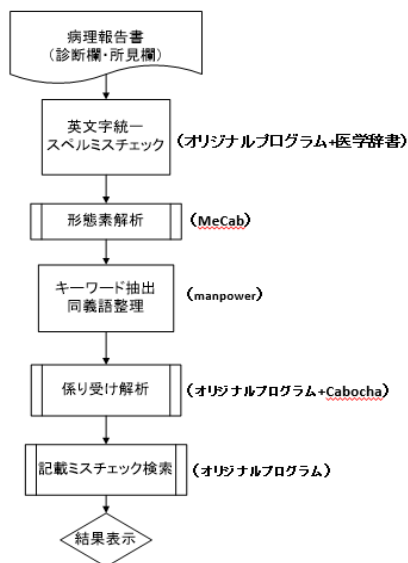 病理報告書
（診断欄・所見欄）
英文字統一
スペルミスチェック
（オリジナルプログラム+医学辞書）
形態素解析
（MeCab）
キーワード抽出
同義語整理
（manpower）
係り受け解析
（オリジナルプログラム+Cabocha）
記載ミスチェック検索
（オリジナルプログラム）
結果表示